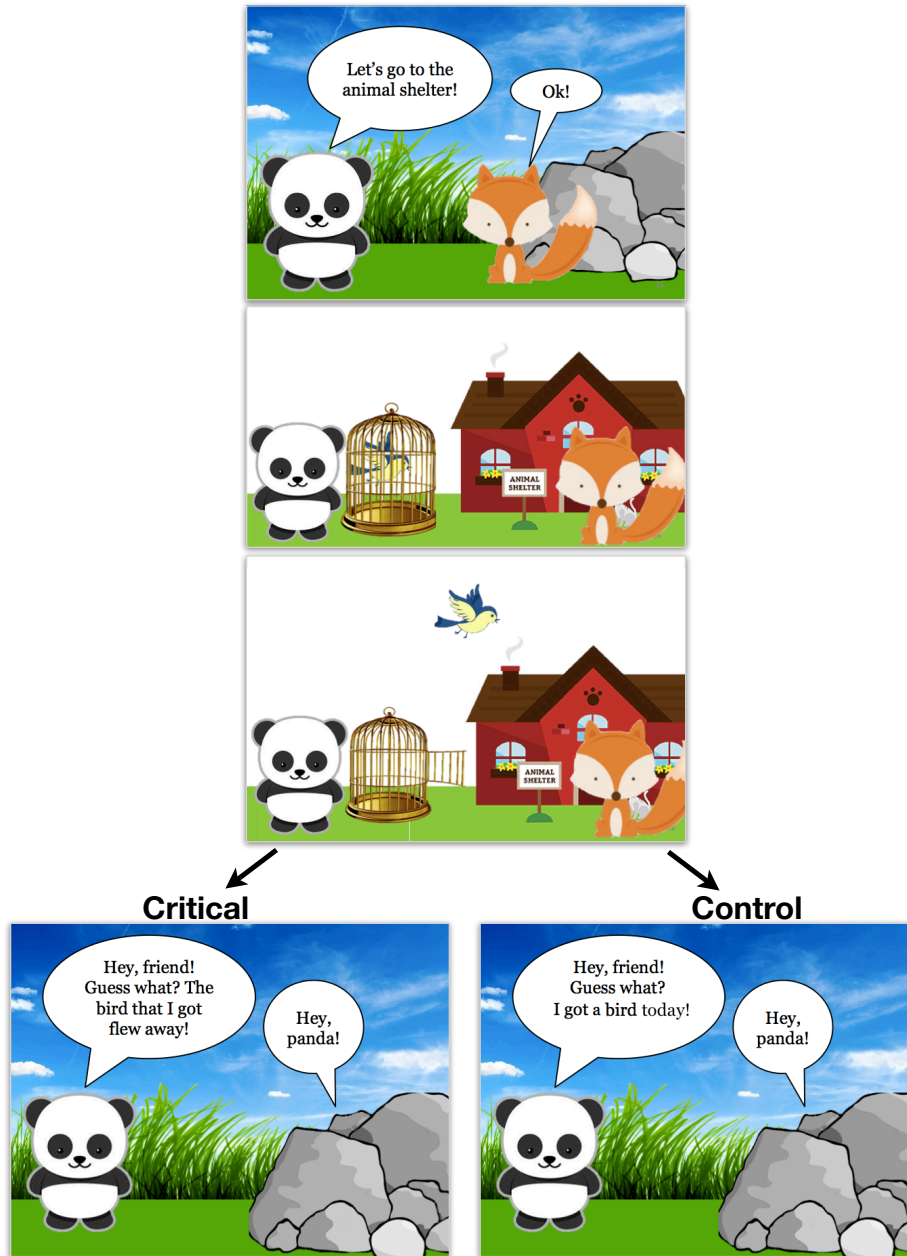 Let's go to the
animal shelter!
Ok!
ANIMAL
SHELTER
ANIMAL
SHELTER
Critical
Control
Hey, friend!
Guess what? The
bird that I got
flew away!
Hey,
panda!
Hey, friend!
Guess what?
I got a bird today!
Hey,
panda!